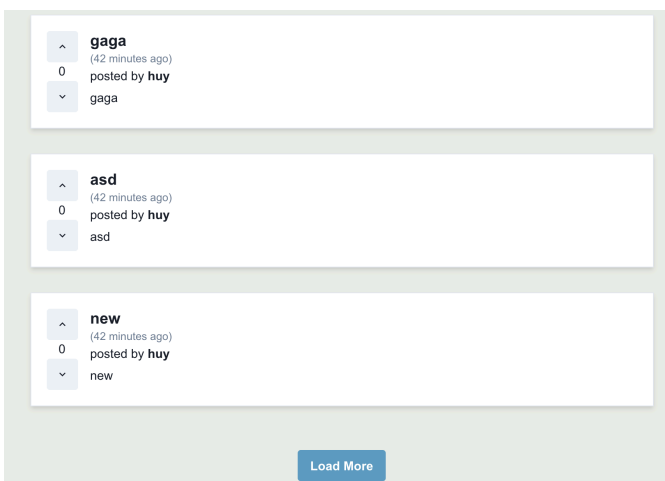 gaga
(42 minutes ago)
0
posted by huy
gaga
asd
(42 minutes ago)
0
posted by huy
asd
new
(42 minutes ago)
0
posted by huy
new
Load More